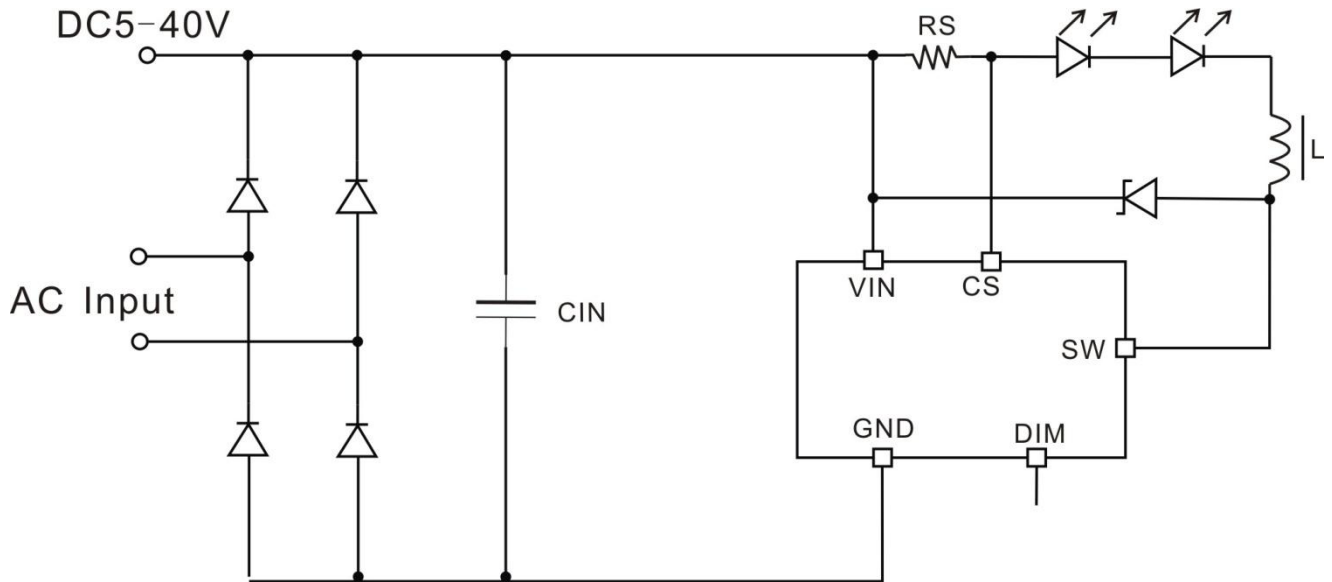 DC5-40V
RS
L
AC Input
CIN
VIN
CS
SW
GND
DIM